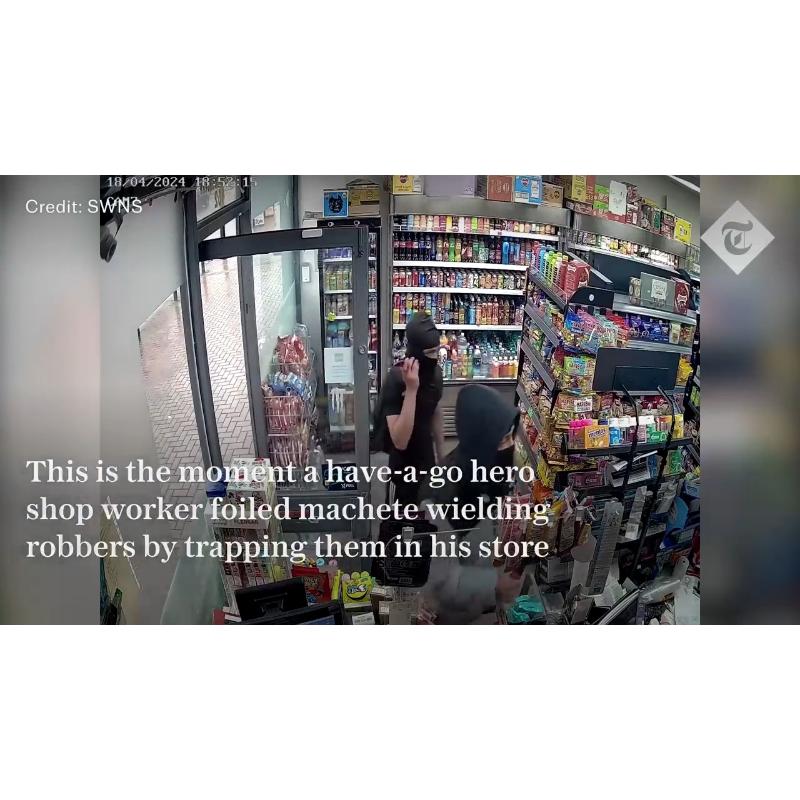 18/04/2024 18:52:15
Credit: SWNS
This is the moment a have-a-go hero
shop worker foiled machete wielding
robbers by trapping them in his store